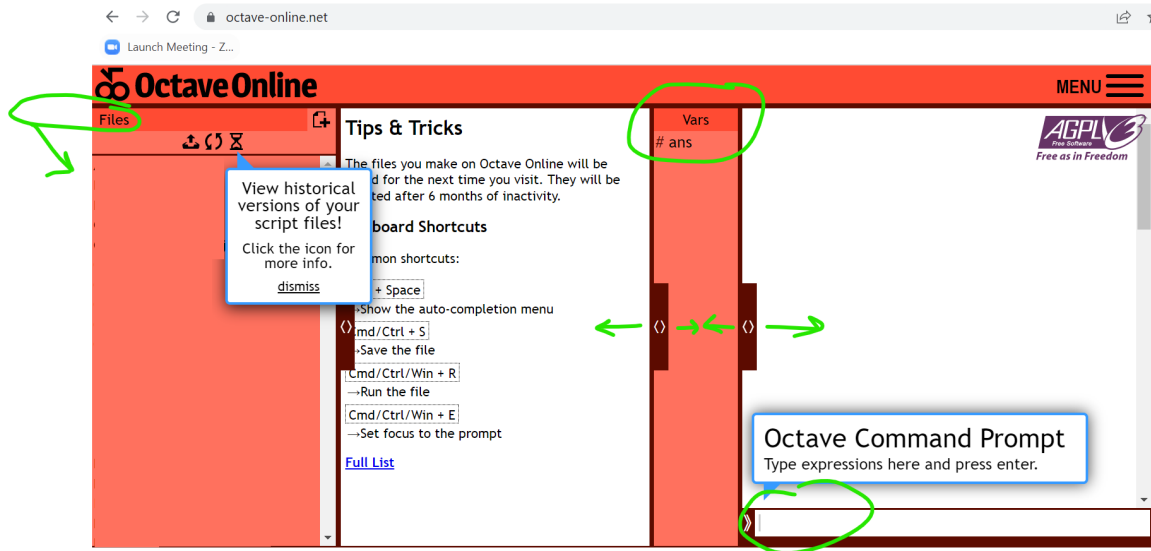 octave-online.net
Launch Meeting - Z...
Octave Online
MENU
Files
Tips & Tricks
The files you make on Octave Online will be
d for the next time you visit. They will be
ted after 6 months of inactivity.
board Shortcuts
mon shortcuts:
+ Space
→Show the auto-completion menu
Cmd/Ctrl + S
→Save the file
Cmd/Ctrl/Win + R
→Run the file
Cmd/Ctrl/Win + E
→Set focus to the prompt
Full List
View historical
versions of your
script files!
Click the icon for
more info.
dismiss
Vars
# ans
AGPLV3
Free Software
Free as in Freedom
Octave Command Prompt
Type expressions here and press enter.